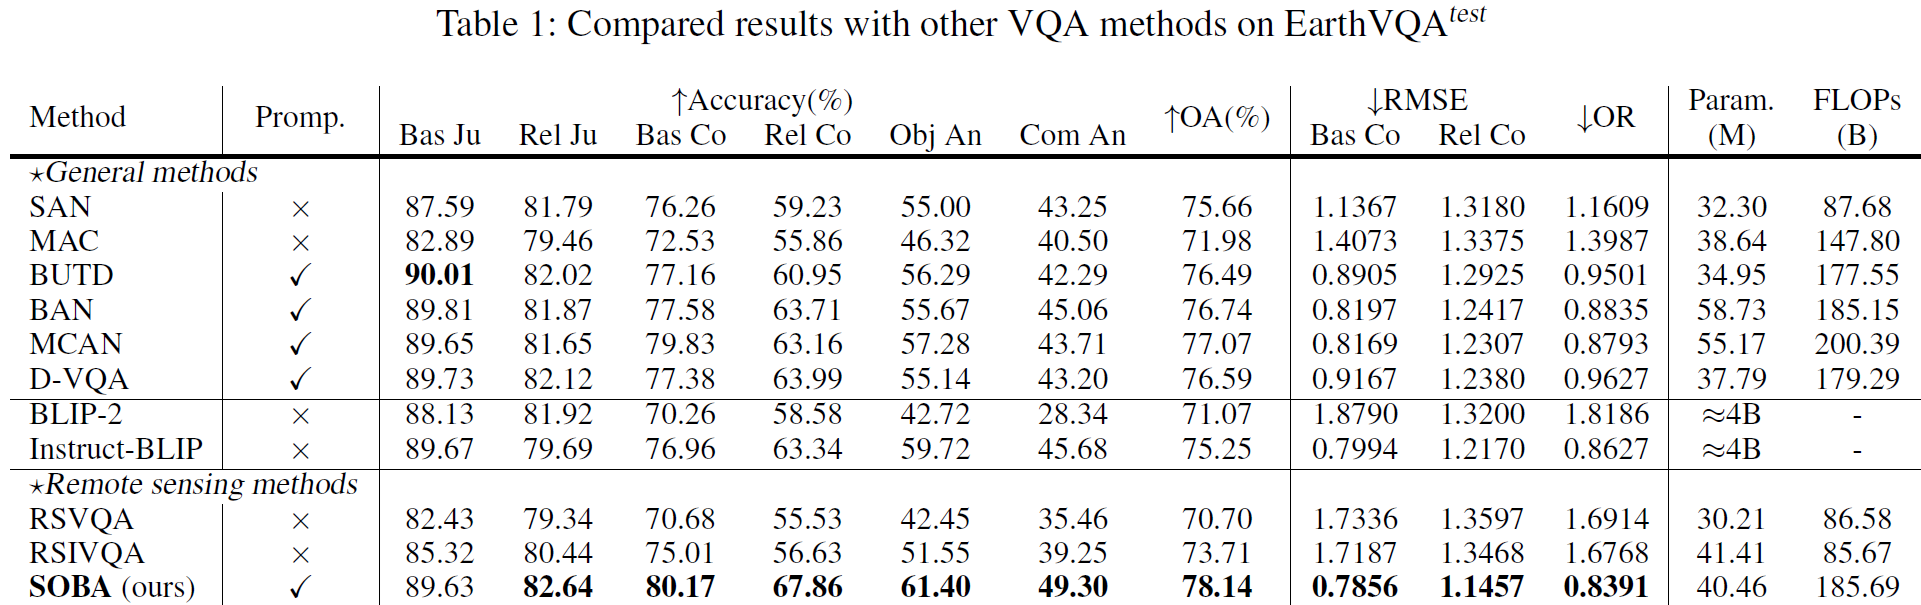 Table 1: Compared results with other VQA methods on EarthVQA^test
Method Promp. ↑Accuracy(%) ↑OA(%) ↓RMSE ↓OR Param. FLOPs
Bas Ju Rel Ju Bas Co Rel Co Obj An Com An Bas Co Rel Co (M) (B)
⋆General methods
SAN × 87.59 81.79 76.26 59.23 55.00 43.25 75.66 1.1367 1.3180 1.1609 32.30 87.68
MAC × 82.89 79.46 72.53 55.86 46.32 40.50 71.98 1.4073 1.3375 1.3987 38.64 147.80
BUTD ✓ 90.01 82.02 77.16 60.95 56.29 42.29 76.49 0.8905 1.2925 0.9501 34.95 177.55
BAN ✓ 89.81 81.87 77.58 63.71 55.67 45.06 76.74 0.8197 1.2417 0.8835 58.73 185.15
MCAN ✓ 89.65 81.65 79.83 63.16 57.28 43.71 77.07 0.8169 1.2307 0.8793 55.17 200.39
D-VQA ✓ 89.73 82.12 77.38 63.99 55.14 43.20 76.59 0.9167 1.2380 0.9627 37.79 179.29
BLIP-2 × 88.13 81.92 70.26 58.58 42.72 28.34 71.07 1.8790 1.3200 1.8186 ≈4B -
Instruct-BLIP × 89.67 79.69 76.96 63.34 59.72 45.68 75.25 0.7994 1.2170 0.8627 ≈4B -
⋆Remote sensing methods
RSVQA × 82.43 79.34 70.68 55.53 42.45 35.46 70.70 1.7336 1.3597 1.6914 30.21 86.58
RSIVQA × 85.32 80.44 75.01 56.63 51.55 39.25 73.71 1.7187 1.3468 1.6768 41.41 85.67
SOBA (ours) ✓ 89.63 82.64 80.17 67.86 61.40 49.30 78.14 0.7856 1.1457 0.8391 40.46 185.69